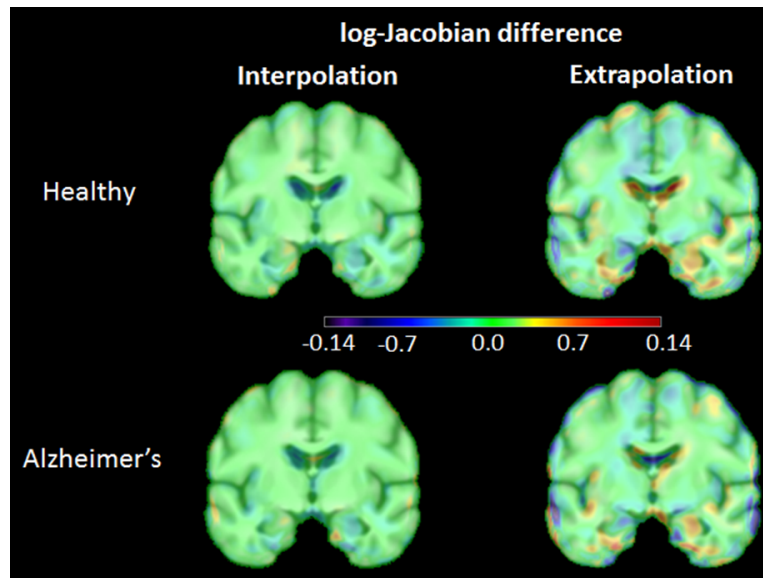 log-Jacobian difference
Interpolation Extrapolation
Healthy
-0.14 -0.7 0.0 0.7 0.14
Alzheimer's